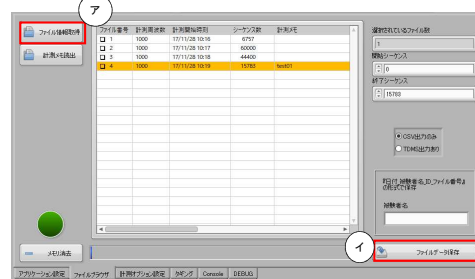 ア
ファイル情報取得
計測メモ読出
ファイル番号 計測周波数 計測開始時刻 シーケンス数 計測メモ
1 1000 17/11/28 10:16 6757
2 1000 17/11/28 10:17 60000
3 1000 17/11/28 10:18 44400
4 1000 17/11/28 10:19 15783 test01
選択されているファイル数
1
開始シーケンス
0
終了シーケンス
15783
CSV出力のみ
TDMS出力あり
『日付_被験者名_ID_ファイル番号』
の形式で保存
被験者名
イ
メモリ消去
ファイルデータ保存
アプリケーション設定 ファイルブラウザ 計測オプション設定 ロギング Console DEBUG